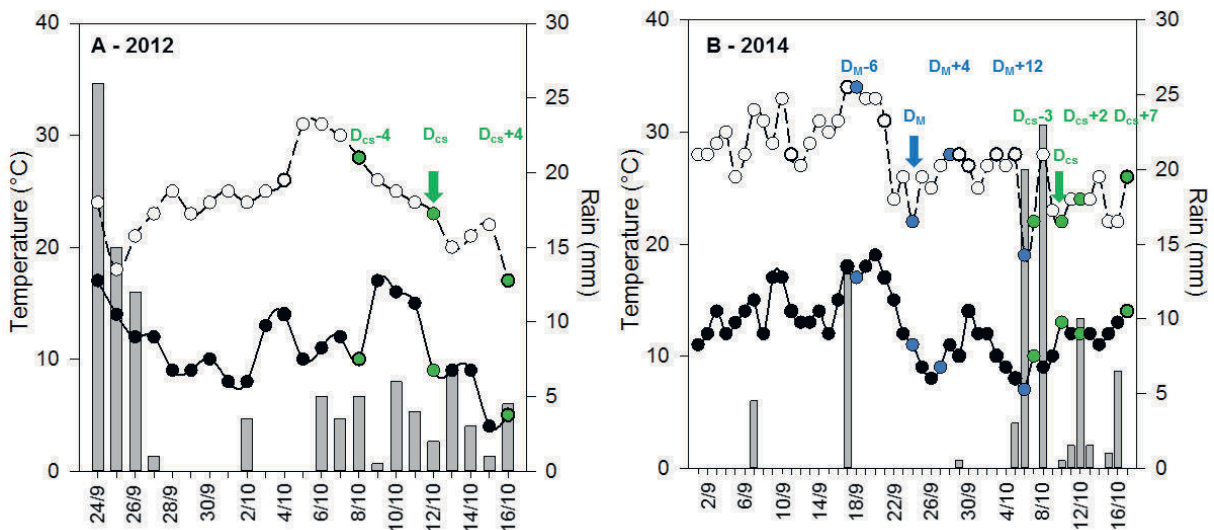 A - 2012
Temperature (°C)
40
30
20
10
0
Rain (mm)
30
25
20
15
10
5
0
Dcs-4
Dcs
Dcs+4
24/9
26/9
28/9
30/9
2/10
4/10
6/10
8/10
10/10
12/10
14/10
16/10
B - 2014
Temperature (°C)
40
30
20
10
0
Rain (mm)
30
25
20
15
10
5
0
DM-6
DM+4
DM+12
DM
Dcs-3
Dcs+2
Dcs+7
Dcs
2/9
6/9
10/9
14/9
18/9
22/9
26/9
30/9
4/10
8/10
12/10
16/10